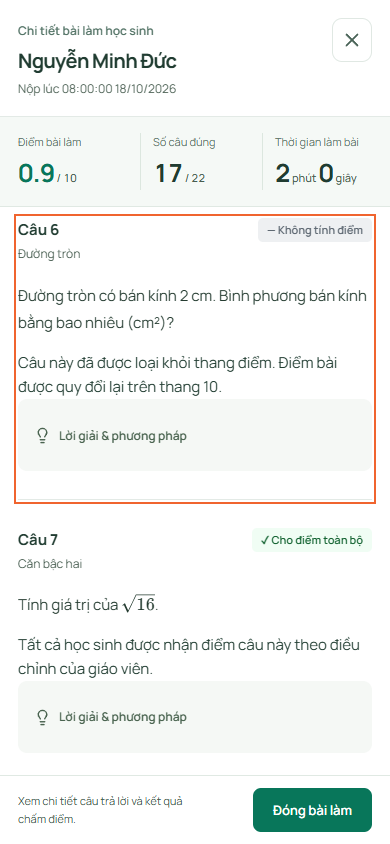 Chi tiết bài làm học sinh
Nguyễn Minh Đức
Nộp lúc 08:00:00 18/10/2026
Điểm bài làm
0.9 / 10
Số câu đúng
17 / 22
Thời gian làm bài
2 phút 0 giây
Câu 6
— Không tính điểm
Đường tròn
Đường tròn có bán kính 2 cm. Bình phương bán kính
bằng bao nhiêu (cm²)?
Câu này đã được loại khỏi thang điểm. Điểm bài
được quy đổi lại trên thang 10.
Lời giải & phương pháp
Câu 7
✓ Cho điểm toàn bộ
Căn bậc hai
Tính giá trị của √16.
Tất cả học sinh được nhận điểm câu này theo điều
chỉnh của giáo viên.
Lời giải & phương pháp
Xem chi tiết câu trả lời và kết quả
chấm điểm.
Đóng bài làm